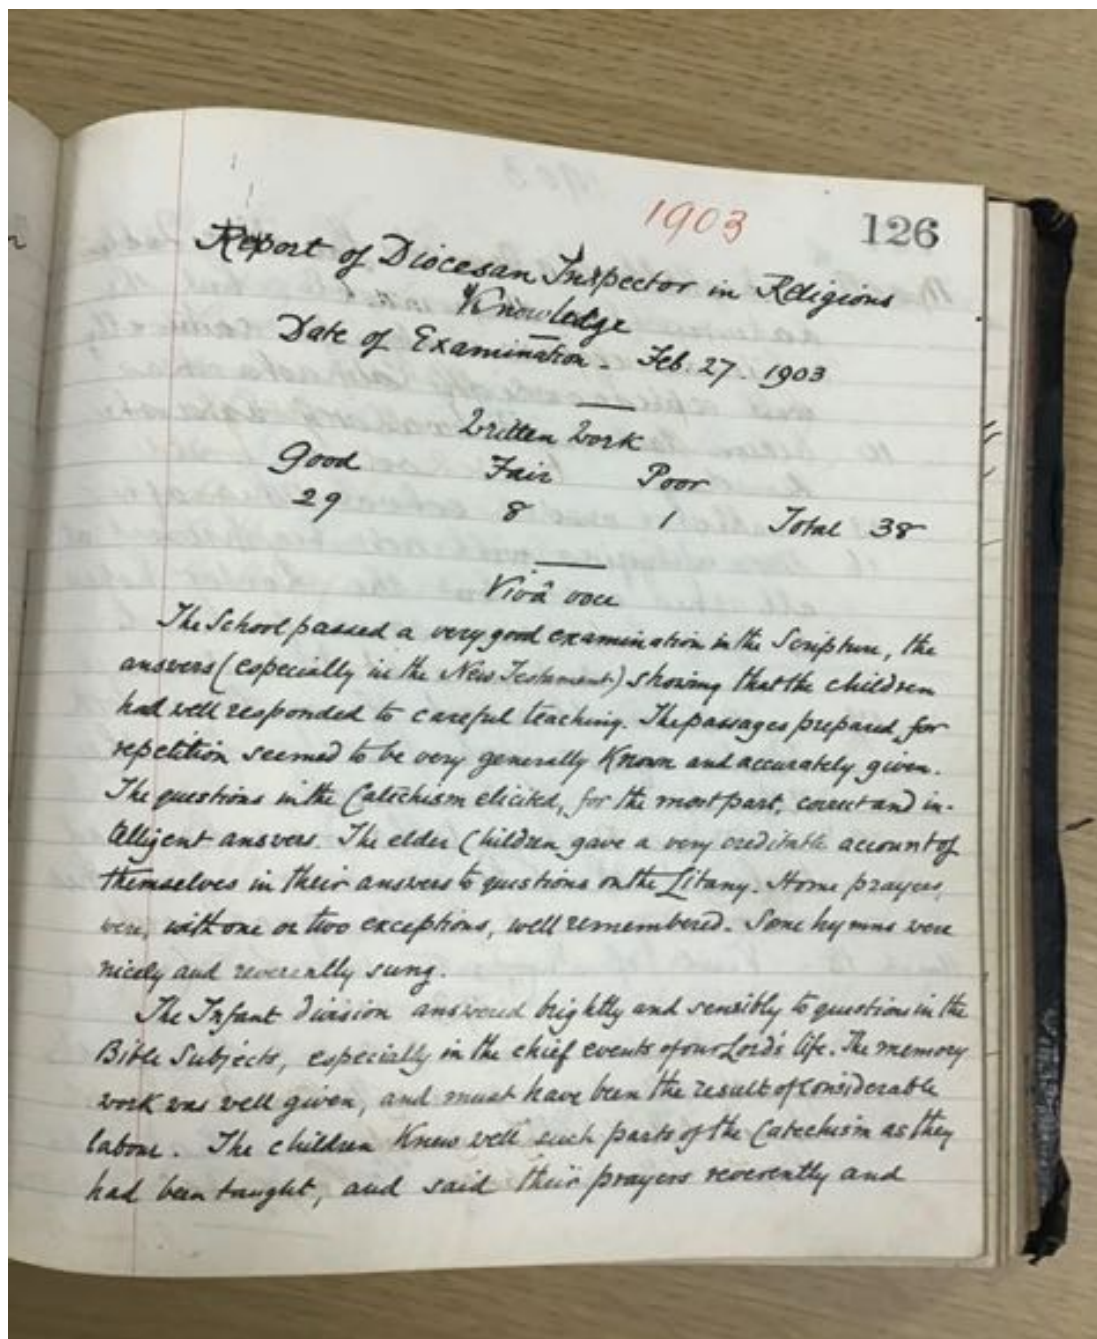 1903 126
Report of Diocesan Inspector in Religious
Knowledge
Date of Examination - Feb. 27. 1903
Written Work
Good Fair Poor
29 8 1 Total 38
Vivâ voce
The School passed a very good examination in the Scripture, the
answers (especially in the New Testament) showing that the children
had well responded to careful teaching. The passages prepared for
repetition seemed to be very generally known and accurately given.
The questions in the Catechism elicited, for the most part, correct and in-
telligent answers. The elder Children gave a very creditable account of
themselves in their answers to questions on the Litany. Home prayers,
were, with one or two exceptions, well remembered. Some hymns were
nicely and reverently sung.
The Infant division answered brightly and sensibly to questions in the
Bible Subjects, especially in the chief events of our Lord's life. The memory
work was well given, and must have been the result of considerable
labour. The children knew well such parts of the Catechism as they
had been taught, and said their prayers reverently and